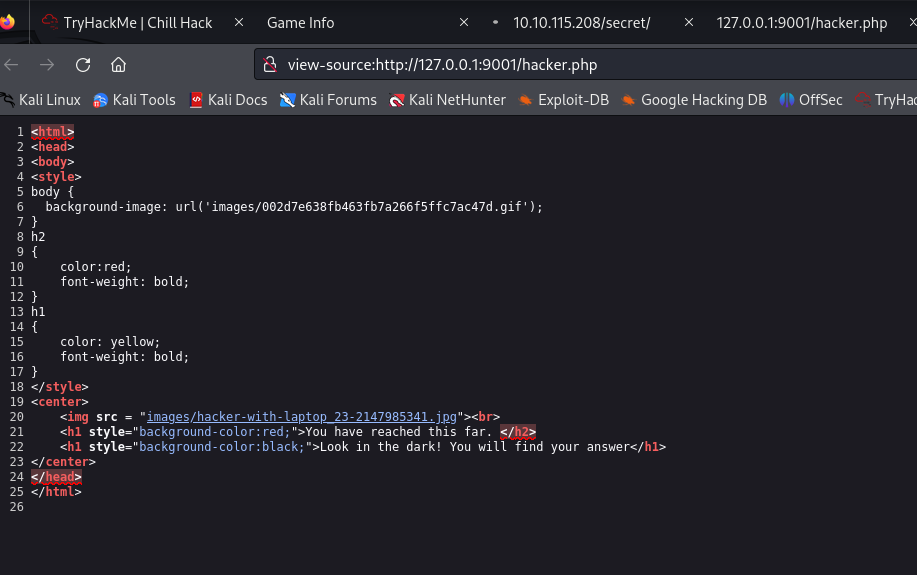 TryHackMe | Chill Hack × Game Info × 10.10.115.208/secret/ × 127.0.0.1:9001/hacker.php ×
view-source:http://127.0.0.1:9001/hacker.php
Kali Linux Kali Tools Kali Docs Kali Forums Kali NetHunter Exploit-DB Google Hacking DB OffSec TryHac
1 <html>
2 <head>
3 <body>
4 <style>
5 body {
6   background-image: url('images/002d7e638fb463fb7a266f5ffc7ac47d.gif');
7 }
8 h2
9 {
10     color:red;
11     font-weight: bold;
12 }
13 h1
14 {
15     color: yellow;
16     font-weight: bold;
17 }
18 </style>
19 <center>
20     <img src = "images/hacker-with-laptop_23-2147985341.jpg"><br>
21     <h1 style="background-color:red;">You have reached this far. </h2>
22     <h1 style="background-color:black;">Look in the dark! You will find your answer</h1>
23 </center>
24 </head>
25 </html>
26